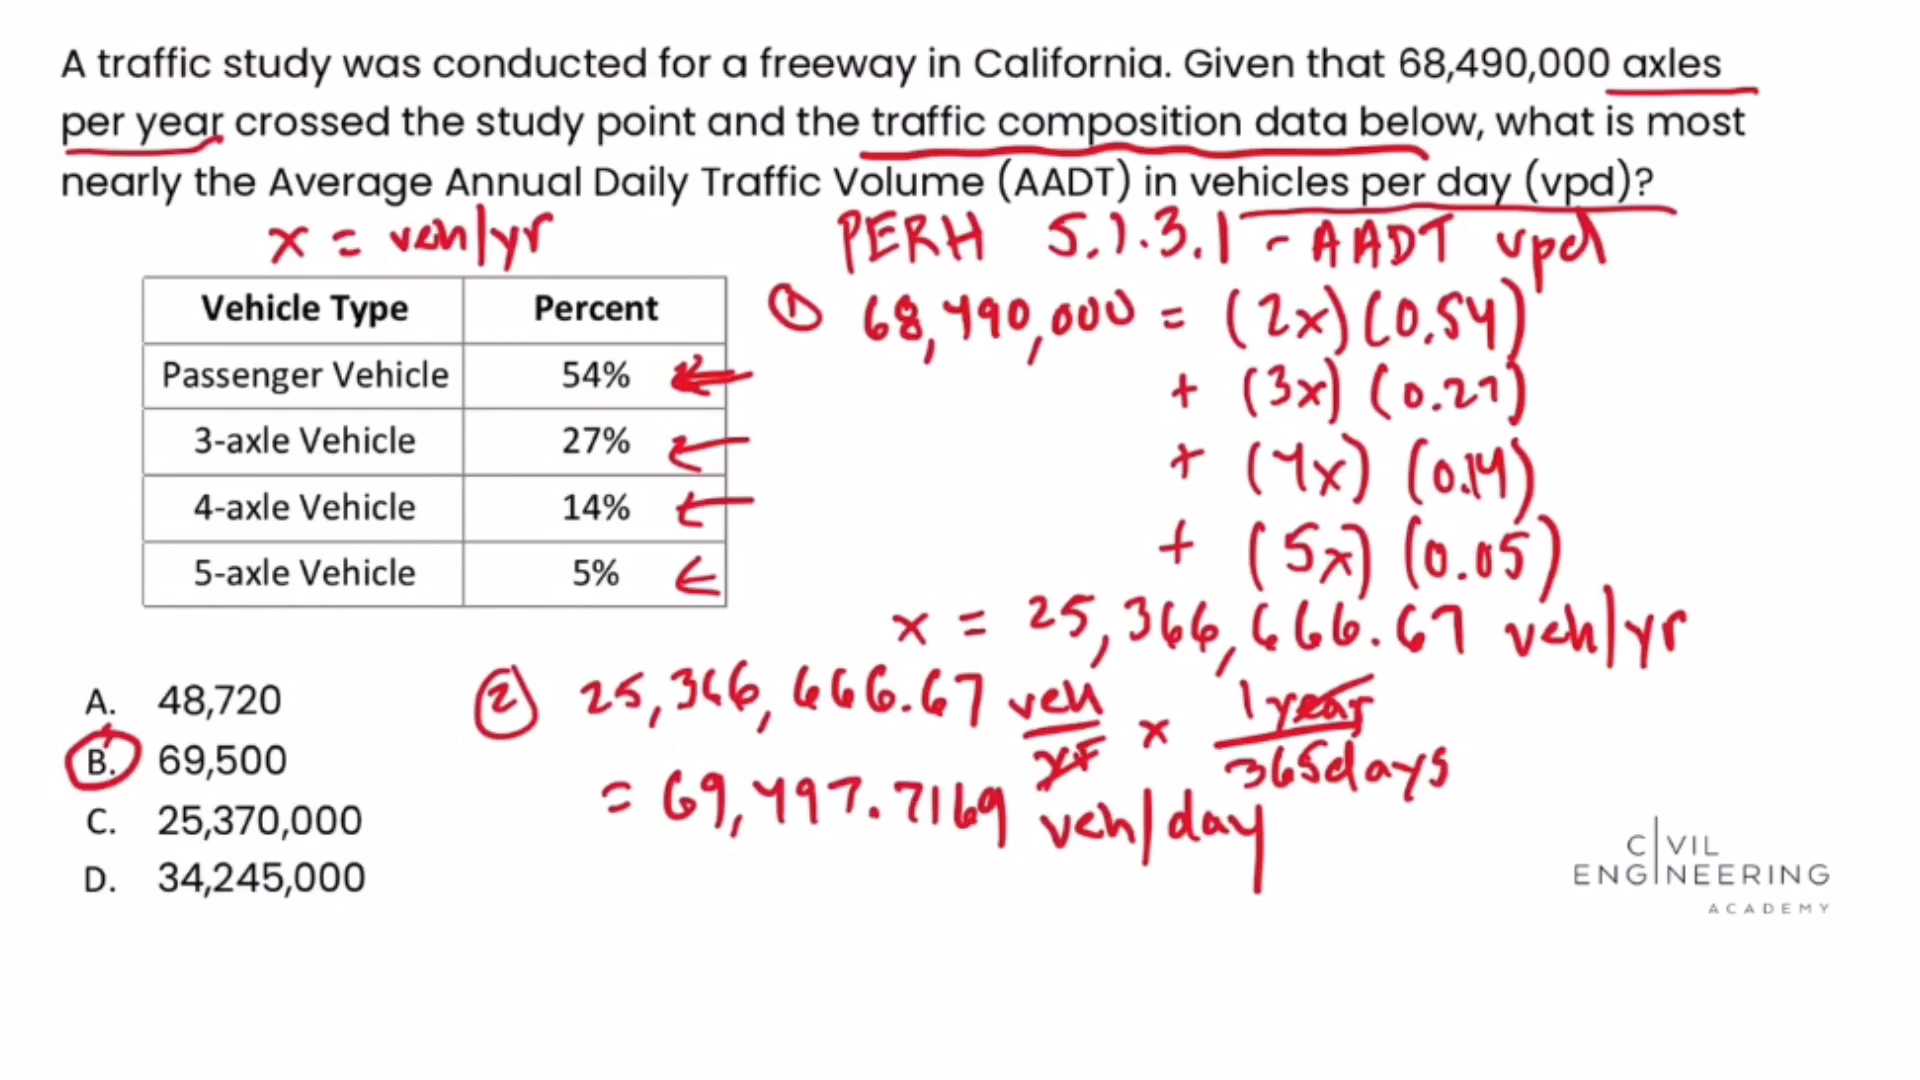 A traffic study was conducted for a freeway in California. Given that 68,490,000 axles
per year crossed the study point and the traffic composition data below, what is most
nearly the Average Annual Daily Traffic Volume (AADT) in vehicles per day (vpd)?
x = veh/yr
PERH 5.1.3.1 - AADT vpd
Vehicle Type Percent
Passenger Vehicle 54%
3-axle Vehicle 27%
4-axle Vehicle 14%
5-axle Vehicle 5%
① 68,490,000 = (2x)(0.54)
+ (3x)(0.27)
+ (4x)(0.14)
+ (5x)(0.05)
x = 25,366,666.67 veh/yr
② 25,366,666.67 veh/yr x 1 year/365days
= 69,497.7169 veh/day
A. 48,720
B. 69,500
C. 25,370,000
D. 34,245,000
CIVIL
ENGINEERING
ACADEMY